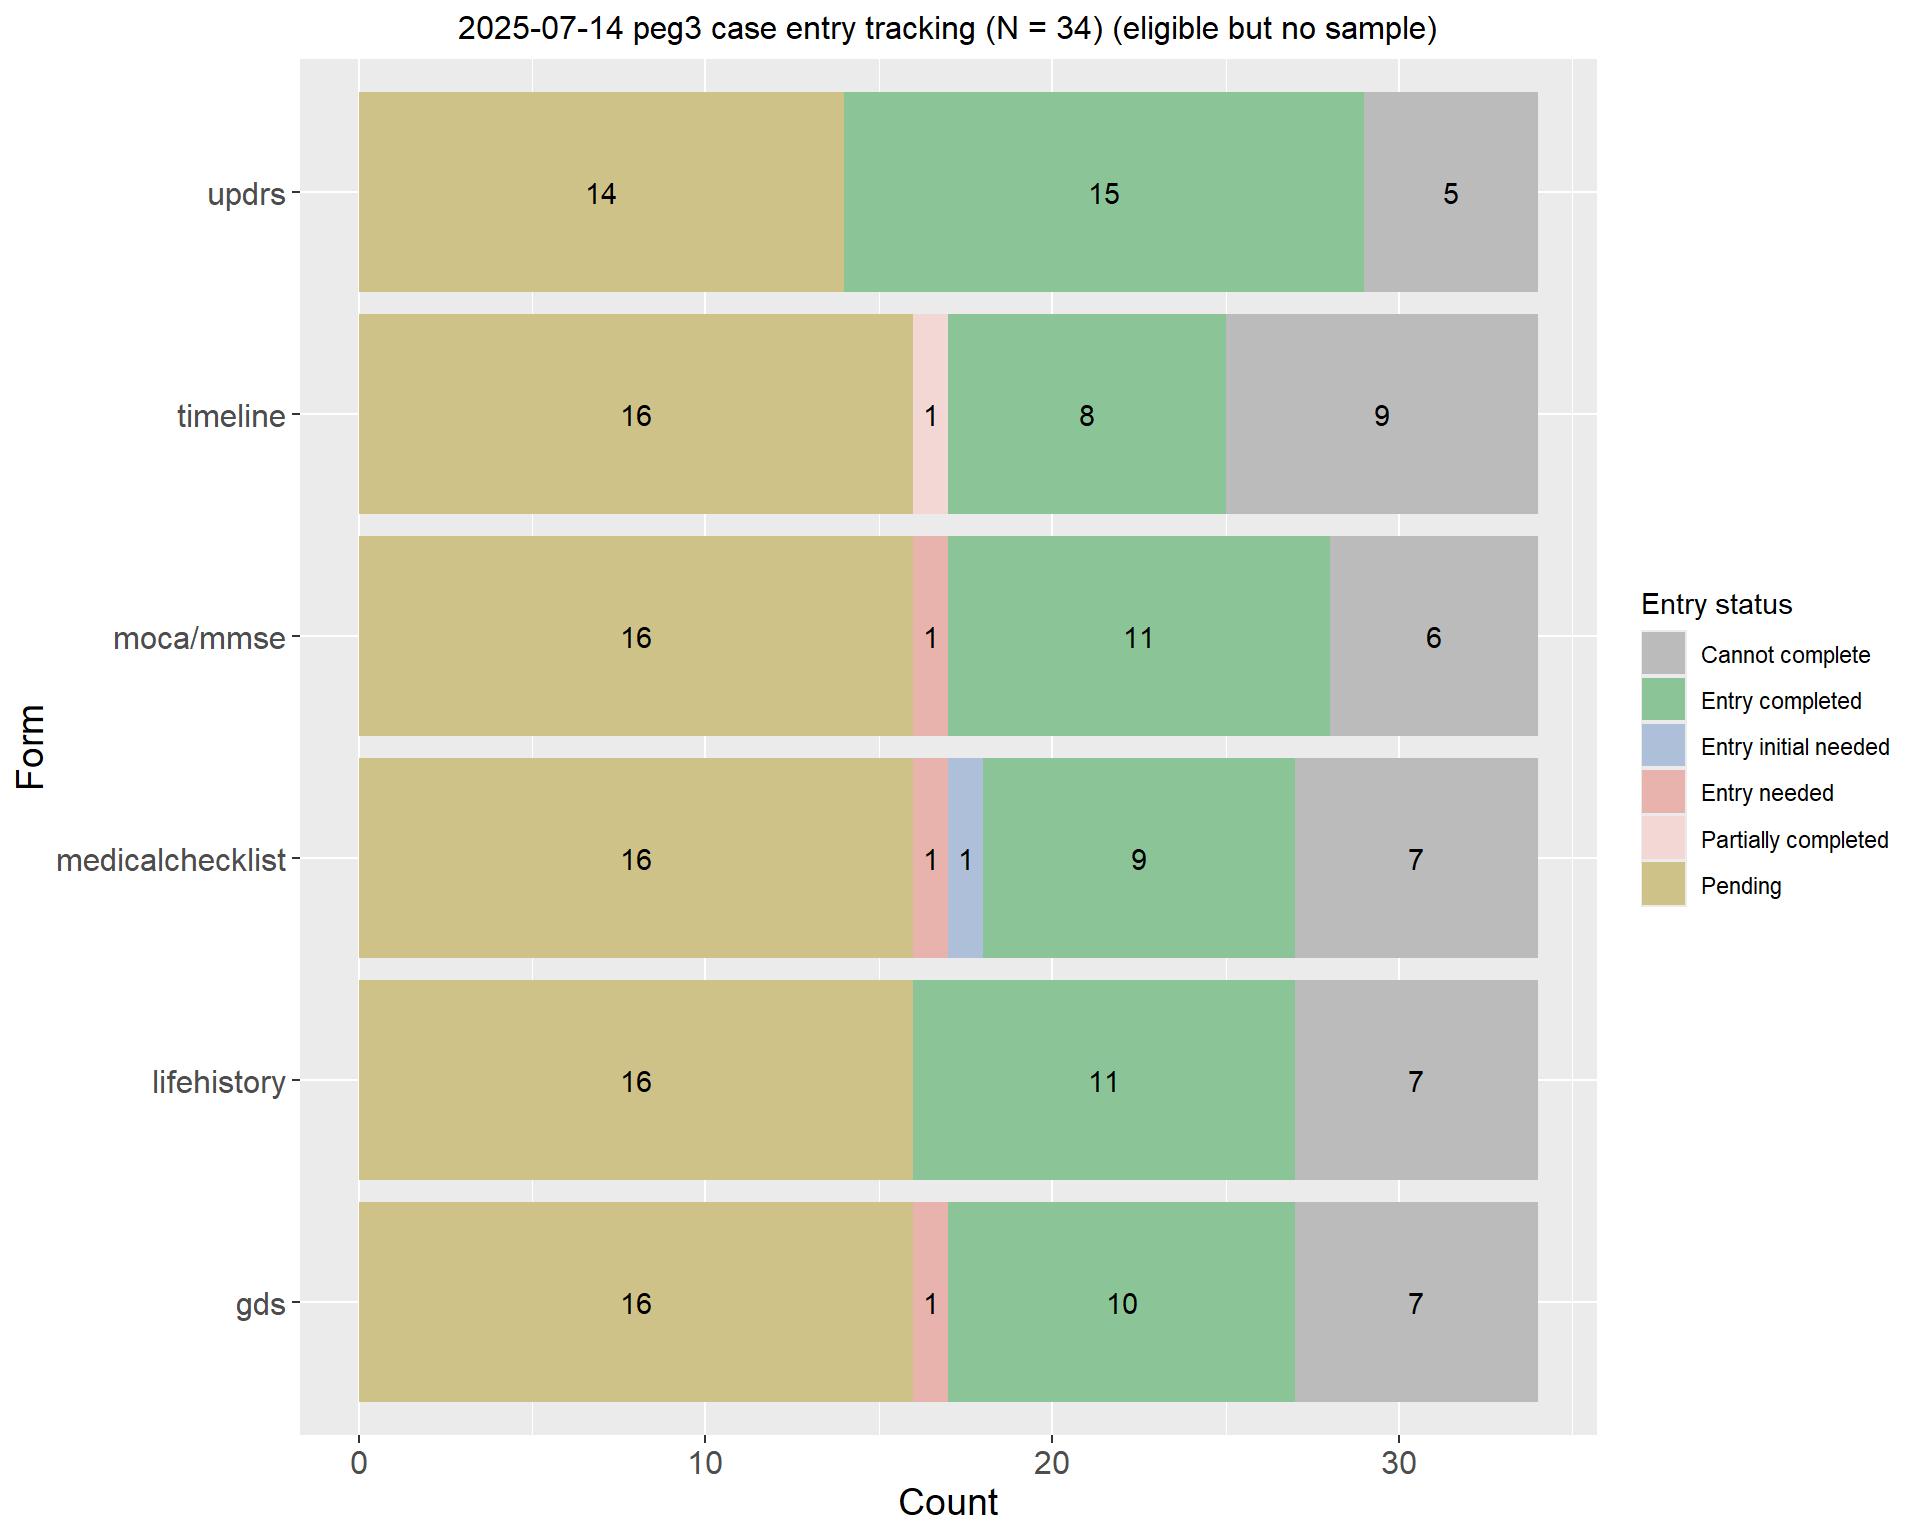 2025-07-14 peg3 case entry tracking (N = 34) (eligible but no sample)
updrs
14
15
5
timeline
16
1
8
9
moca/mmse
16
1
11
6
medicalchecklist
16
1
1
9
7
lifehistory
16
11
7
gds
16
1
10
7
0
10
20
30
Count
Form
Entry status
Cannot complete
Entry completed
Entry initial needed
Entry needed
Partially completed
Pending